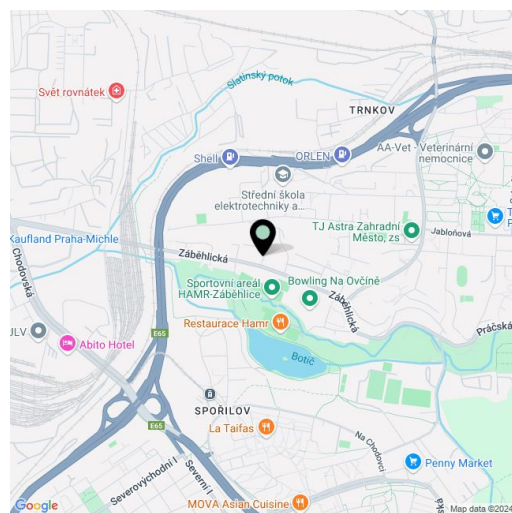 Slatinský potok
Svět rovnátek
TRNKOV
AA-Vet - Veterinární
nemocnice
Shell
ORLEN
Střední škola
elektrotechniky a...
TJ Astra Zahradní
Město, zs
Jabloňová
Kaufland Praha-Michle
Chodovská
Záběhlická
Sportovní areál
HAMR-Záběhlice
Bowling Na Ovčíně
Záběhlická
Práčská
Restaurace Hamr
E65
Abito Hotel
Botič
SPOŘILOV
E65
La Taifas
Na Chodovci
Penny Market
Severovýchodní I
Severní I
MOVA Asian Cuisine
Google
Map data ©2024